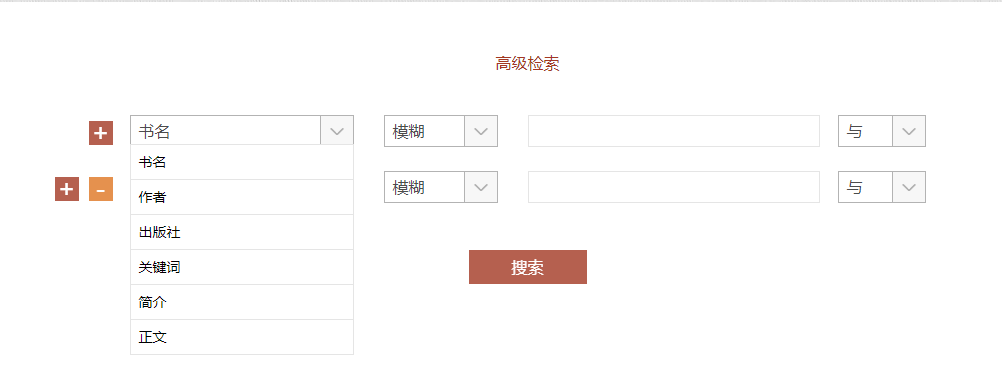 高级检索
+ 书名 模糊 与
书名
作者
+ - 模糊 与
出版社
关键词
搜索
简介
正文